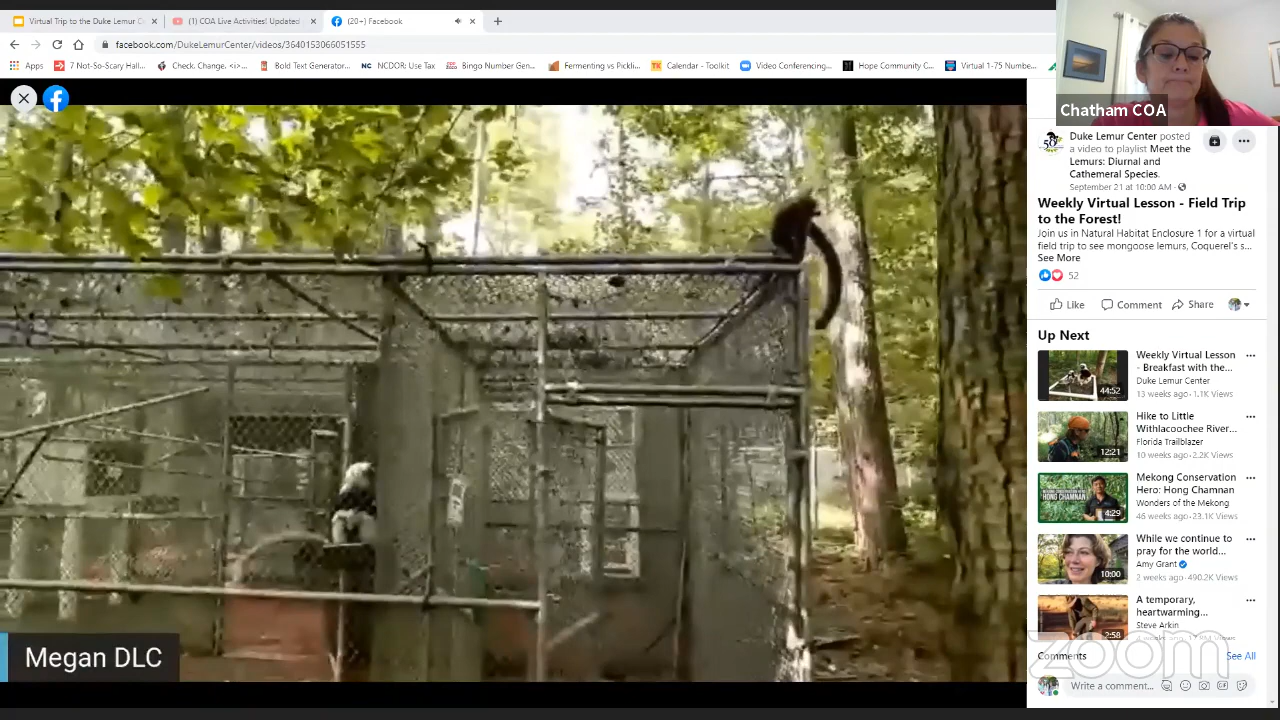 Virtual Trip to the Duke Lemur C
(1) COA Live Activities! Updated
(20+) Facebook
facebook.com/DukeLemurCenter/videos/3640153066051555
Apps
7 Not-So-Scary Hall...
Check. Change. <i>...
Bold Text Generator...
NC NCDOR: Use Tax
Bingo Number Gen...
Fermenting vs Pickli...
TK Calendar - Toolkit
Video Conferencing...
Hope Community C...
Virtual 1-75 Numbe...
Chatham COA
50
Duke Lemur Center posted
a video to playlist Meet the
Lemurs: Diurnal and
Cathemeral Species.
September 21 at 10:00 AM
Weekly Virtual Lesson - Field Trip
to the Forest!
Join us in Natural Habitat Enclosure 1 for a virtual
field trip to see mongoose lemurs, Coquerel's s...
See More
52
Like
Comment
Share
Up Next
Weekly Virtual Lesson
- Breakfast with the...
Duke Lemur Center
13 weeks ago · 1.1K Views
44:52
Hike to Little
Withlacoochee River...
Florida Trailblazer
10 weeks ago · 2.2K Views
12:21
Mekong Conservation
Hero: Hong Chamnan
Wonders of the Mekong
46 weeks ago · 23.1K Views
HONG CHAMNAN
4:29
While we continue to
pray for the world...
Amy Grant
2 weeks ago · 490.2K Views
10:00
A temporary,
heartwarming...
Steve Arkin
2:58
zoom
Comments
See All
Write a comment...
GIF
Megan DLC